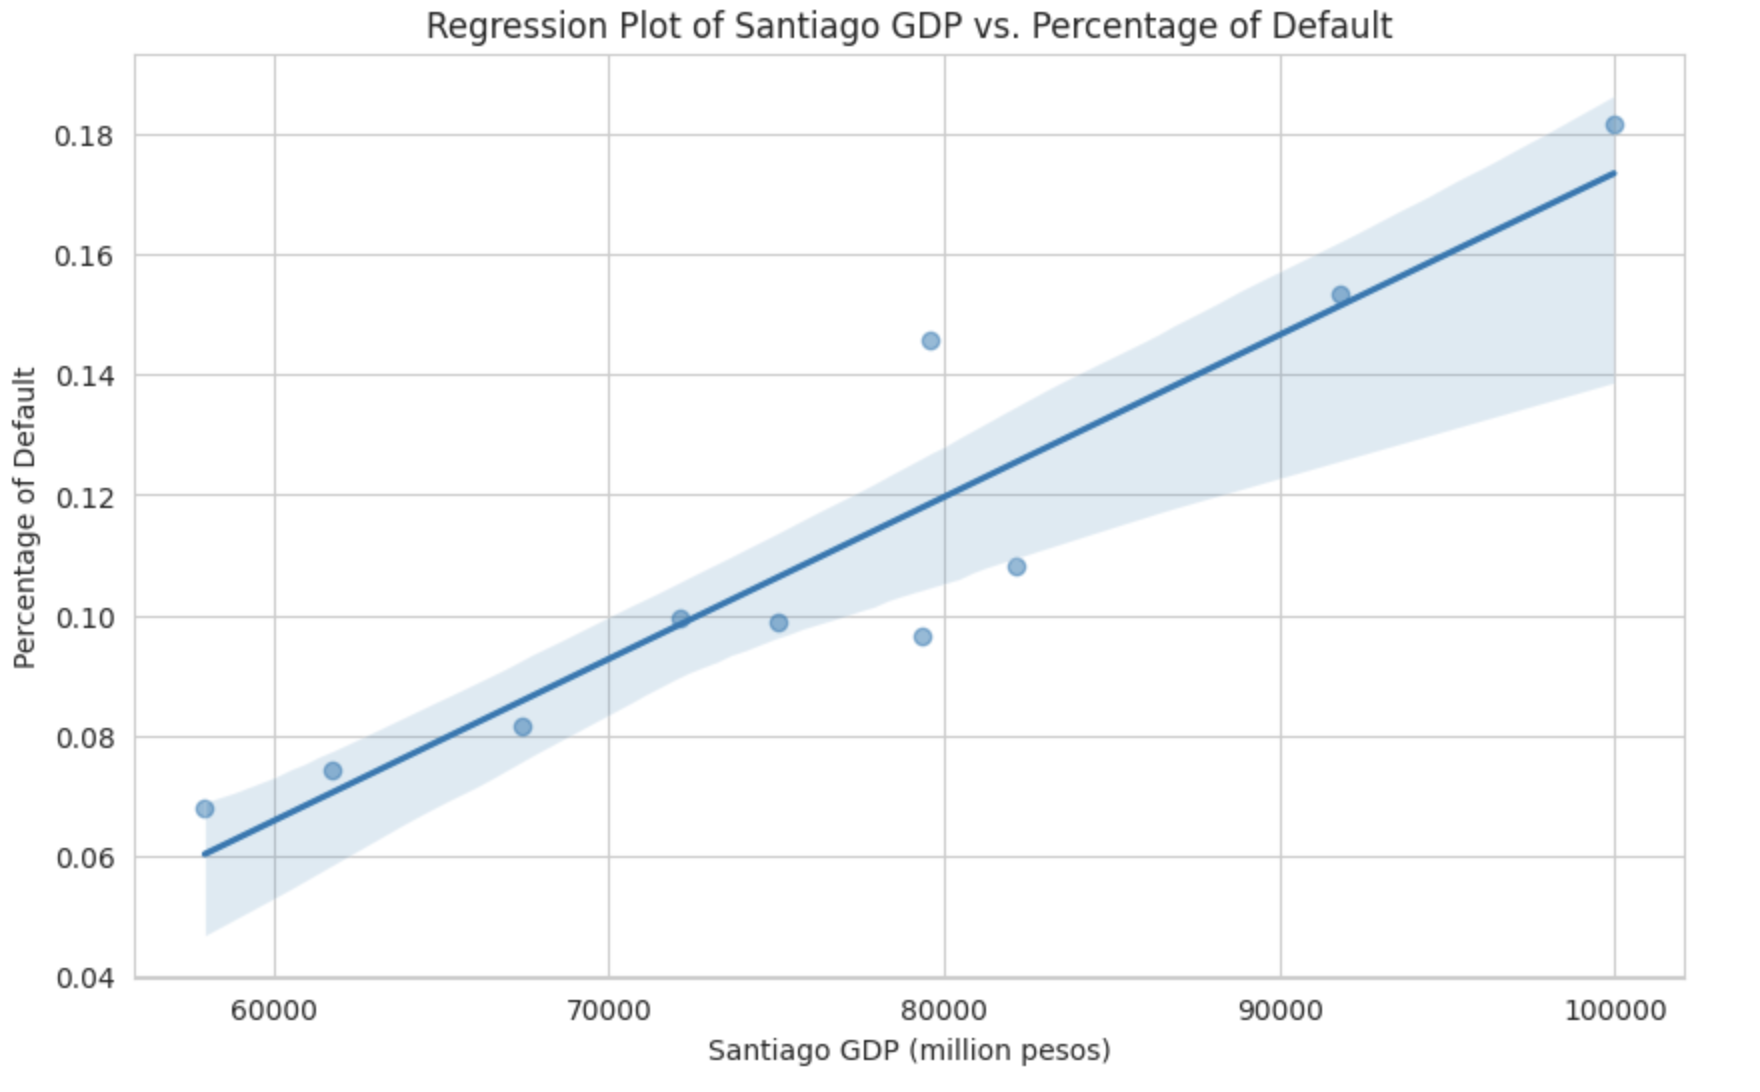 Regression Plot of Santiago GDP vs. Percentage of Default
Percentage of Default
0.18
0.16
0.14
0.12
0.10
0.08
0.06
0.04
60000 70000 80000 90000 100000
Santiago GDP (million pesos)